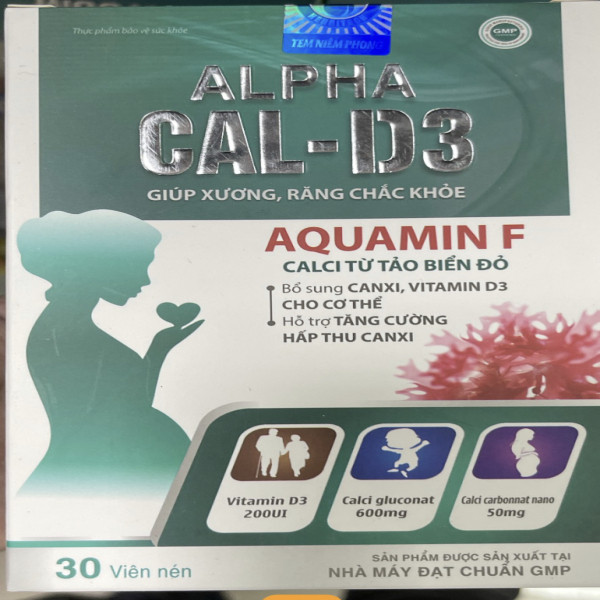 Thực phẩm bảo vệ sức khỏe
TEM NIÊM PHONG
GMP
ALPHA
CAL-D3
GIÚP XƯƠNG, RĂNG CHẮC KHỎE
AQUAMIN F
CALCI TỪ TẢO BIỂN ĐỎ
Bổ sung CANXI, VITAMIN D3
CHO CƠ THỂ
Hỗ trợ TĂNG CƯỜNG
HẤP THU CANXI
Vitamin D3
200UI
Calci gluconat
600mg
Calci carbonnat nano
50mg
30 Viên nén
SẢN PHẨM ĐƯỢC SẢN XUẤT TẠI
NHÀ MÁY ĐẠT CHUẨN GMP